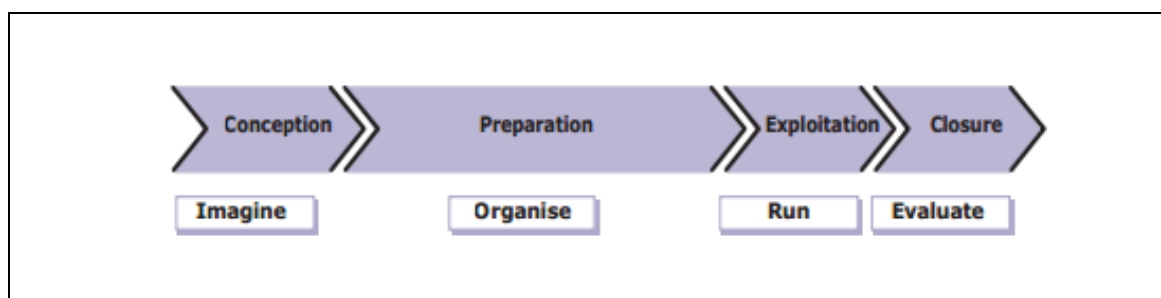 Conception Preparation Exploitation Closure
Imagine Organise Run Evaluate